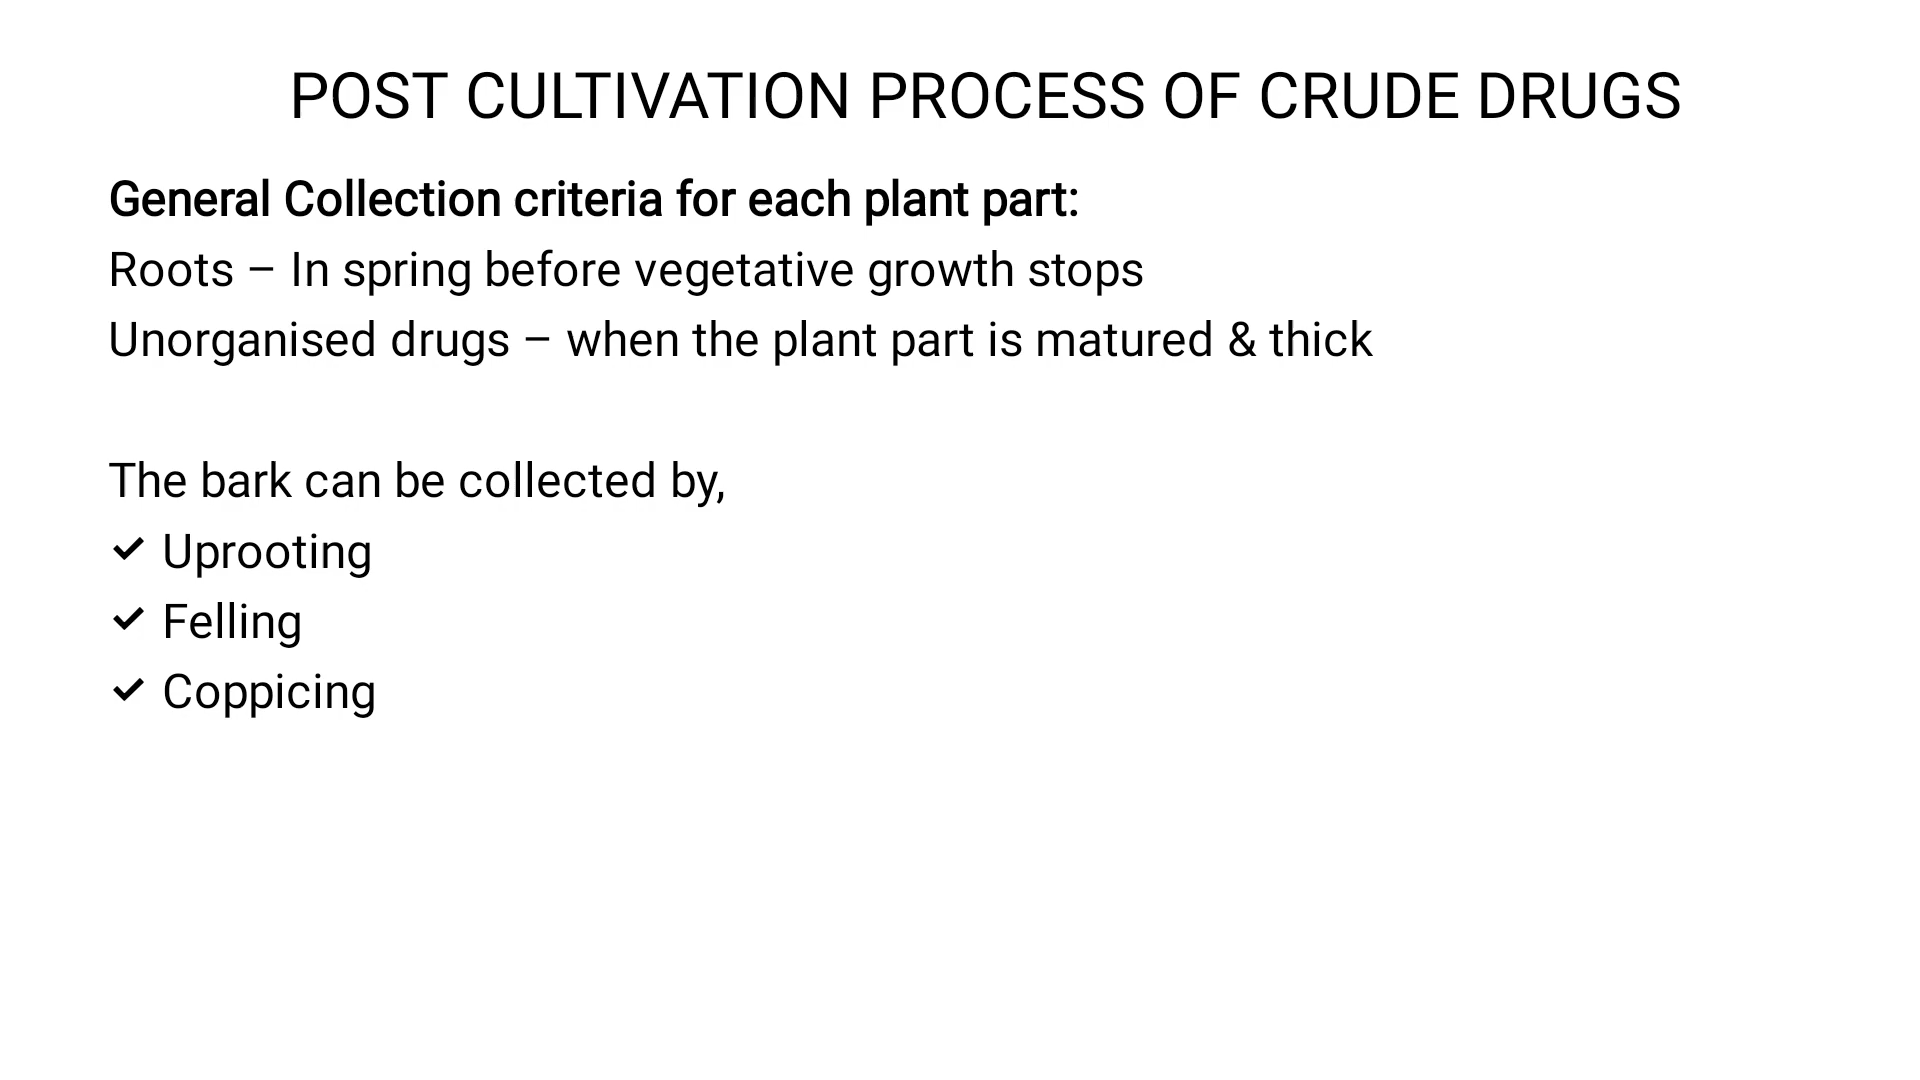 POST CULTIVATION PROCESS OF CRUDE DRUGS
General Collection criteria for each plant part:
Roots – In spring before vegetative growth stops
Unorganised drugs – when the plant part is matured & thick
The bark can be collected by,
✓ Uprooting
✓ Felling
✓ Coppicing